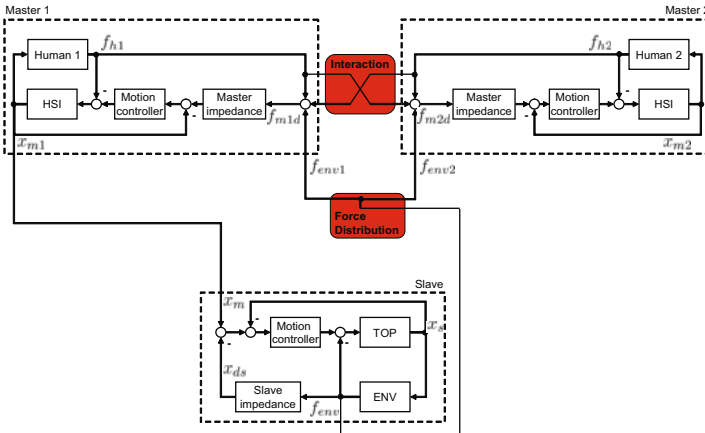 Master 1
Master 2
f_{h1}
f_{h2}
Human 1
Interaction
Human 2
HSI
Motion controller
Master impedance
Master impedance
Motion controller
HSI
f_{m1d}
f_{m2d}
x_{m1}
x_{m2}
f_{env1}
f_{env2}
Force
Distribution
Slave
x_m
x_s
Motion controller
TOP
x_{ds}
Slave impedance
ENV
f_{env}